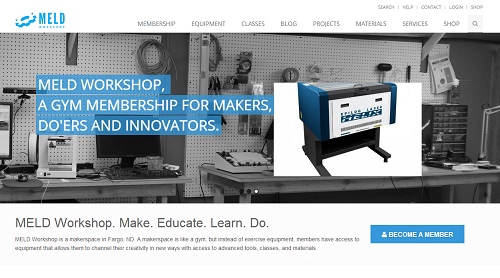 SEARCH | HELP | CONTACT | LOGIN | SHOP
MELD
WORKSHOP
MEMBERSHIP EQUIPMENT CLASSES BLOG PROJECTS MATERIALS SERVICES SHOP
MELD WORKSHOP,
A GYM MEMBERSHIP FOR MAKERS,
DO'ERS AND INNOVATORS.
EPILOG LASER
HELIX
MELD Workshop. Make. Educate. Learn. Do.
MELD Workshop is a makerspace in Fargo, ND. A makerspace is like a gym, but instead of exercise equipment, members have access to
equipment that allows them to channel their creativity in new ways with access to advanced tools, classes, and materials.
BECOME A MEMBER